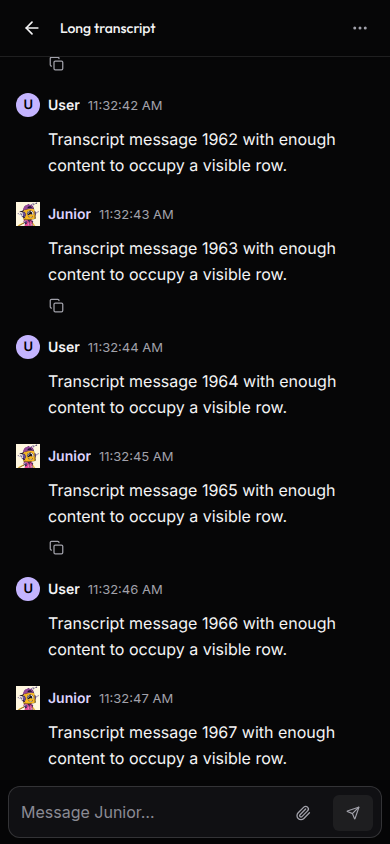 Long transcript
U User 11:32:42 AM
Transcript message 1962 with enough
content to occupy a visible row.
Junior 11:32:43 AM
Transcript message 1963 with enough
content to occupy a visible row.
U User 11:32:44 AM
Transcript message 1964 with enough
content to occupy a visible row.
Junior 11:32:45 AM
Transcript message 1965 with enough
content to occupy a visible row.
U User 11:32:46 AM
Transcript message 1966 with enough
content to occupy a visible row.
Junior 11:32:47 AM
Transcript message 1967 with enough
content to occupy a visible row.
Message Junior...